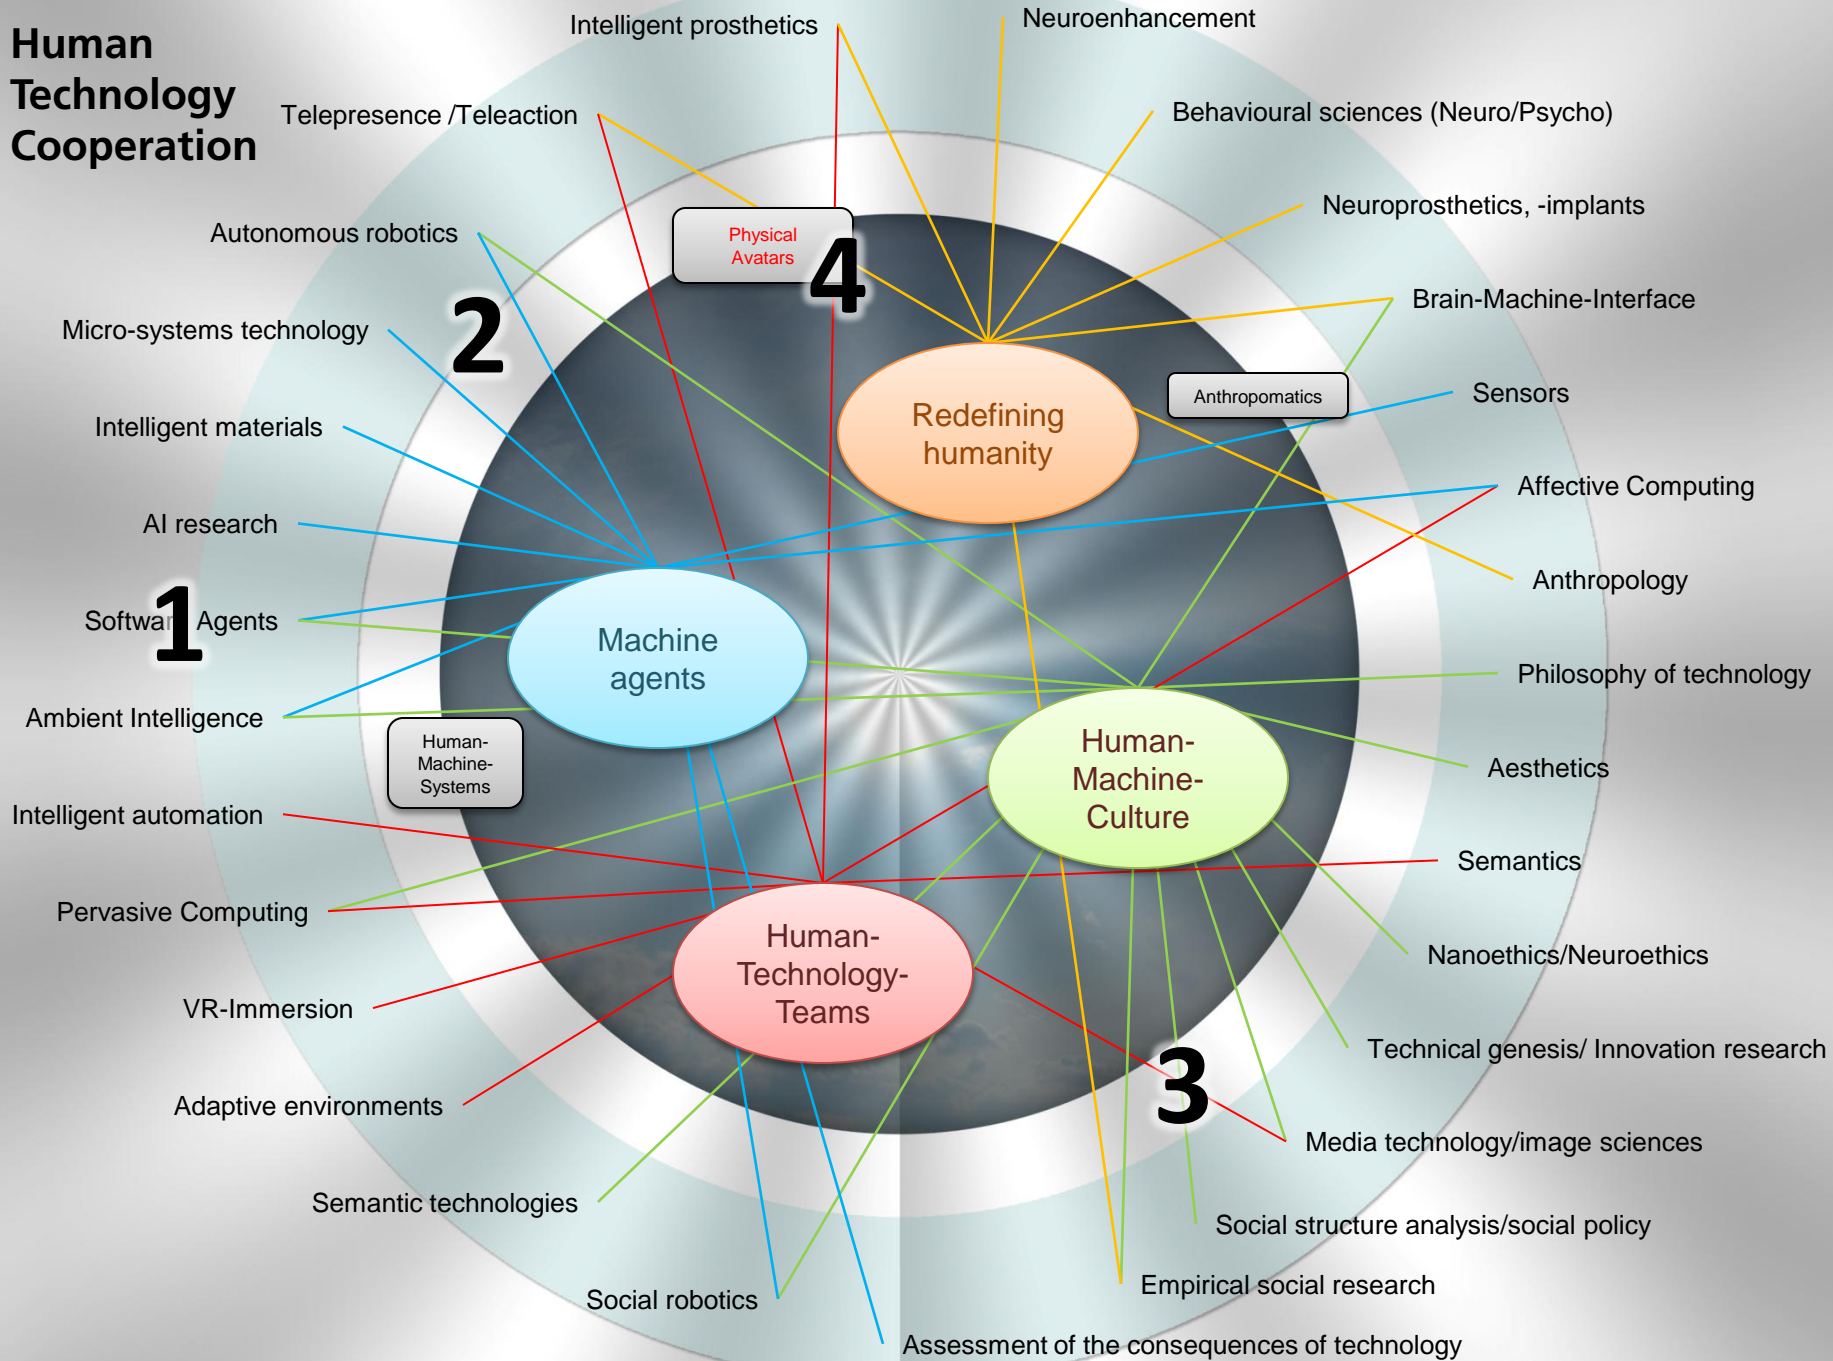 Human
Technology
Cooperation
Intelligent prosthetics
Neuroenhancement
Telepresence /Teleaction
Behavioural sciences (Neuro/Psycho)
Autonomous robotics
Neuroprosthetics, -implants
Physical
Avatars
4
2
Micro-systems technology
Brain-Machine-Interface
Anthropomatics
Sensors
Intelligent materials
Redefining
humanity
Affective Computing
AI research
Anthropology
1
Software Agents
Machine
agents
Philosophy of technology
Ambient Intelligence
Human-
Machine-
Systems
Human-
Machine-
Culture
Aesthetics
Intelligent automation
Semantics
Pervasive Computing
Human-
Technology-
Teams
Nanoethics/Neuroethics
VR-Immersion
Technical genesis/ Innovation research
3
Adaptive environments
Media technology/image sciences
Semantic technologies
Social structure analysis/social policy
Social robotics
Empirical social research
Assessment of the consequences of technology